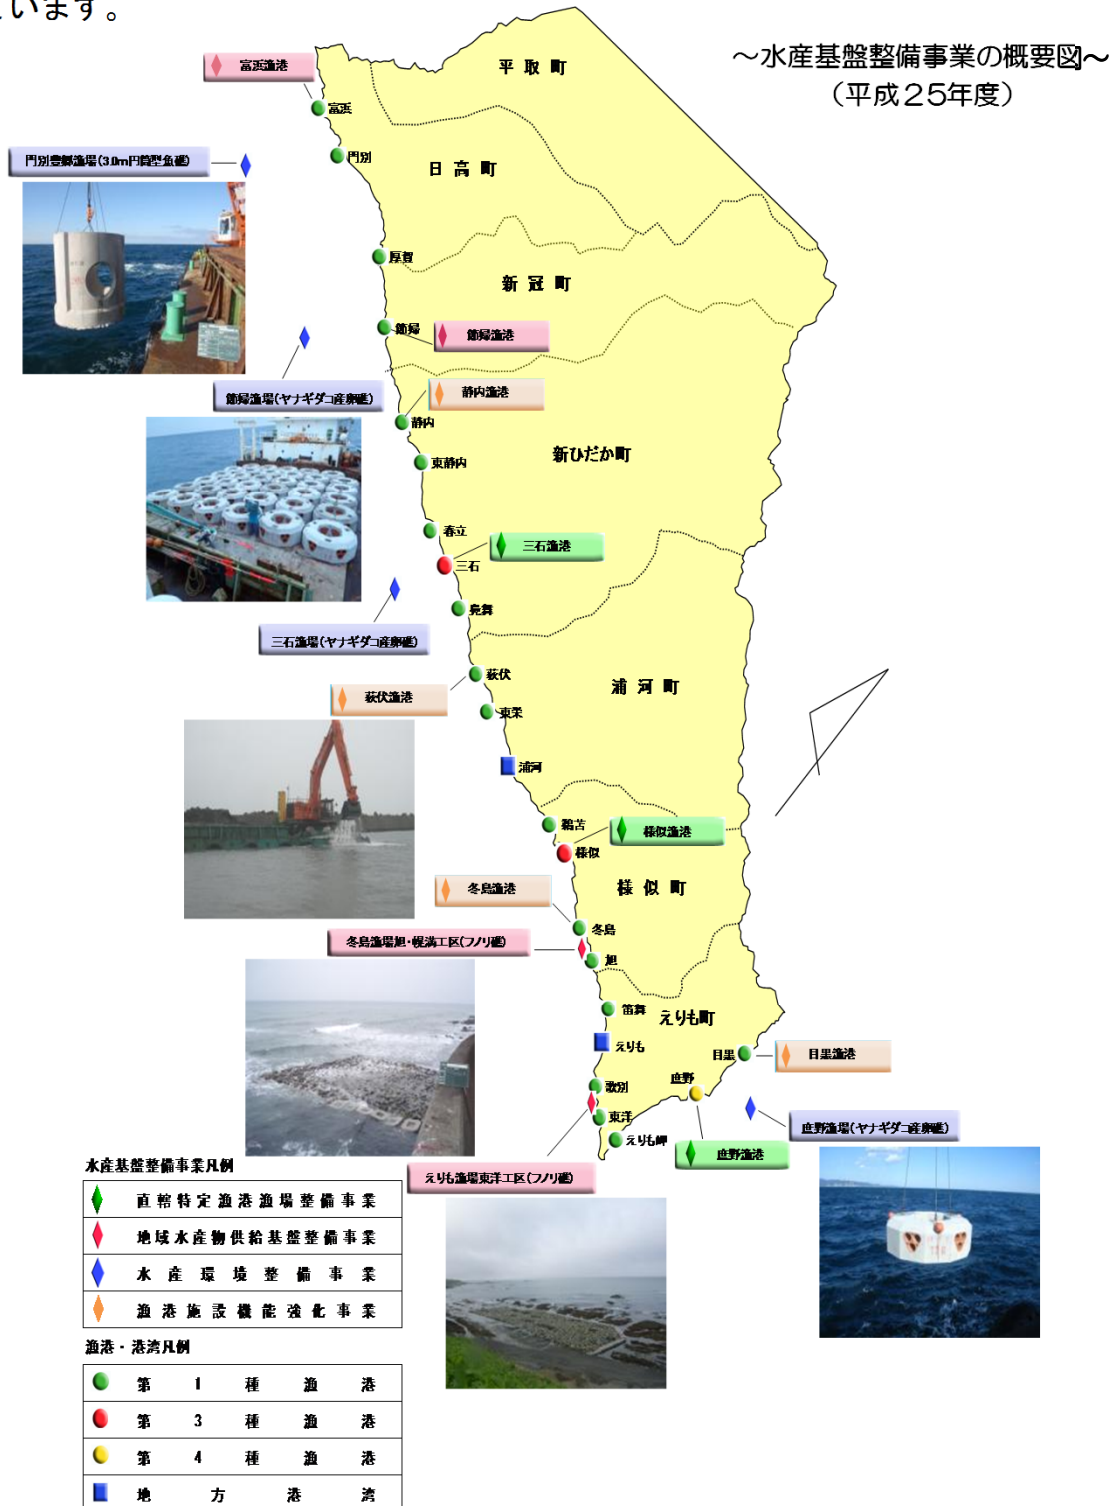 ています。
～水産基盤整備事業の概要図～
（平成25年度）
平取町
富浜漁港
富浜
門別豊郷漁場(3.0m円筒型魚礁)
門別
日高町
厚賀
新冠町
節婦
節婦漁港
節婦漁場(ヤナギダコ産卵礁)
静内漁港
静内
新ひだか町
東静内
春立
三石漁港
三石
三石漁場(ヤナギダコ産卵礁)
鳧舞
荻伏
浦河町
荻伏漁港
東栄
浦河
鵜苫
様似漁港
様似
冬島漁港
様似町
冬島
冬島漁場旭・幌満工区(フノリ礁)
旭
笛舞
えりも町
えりも
目黒
目黒漁港
庶野
歌別
東洋
庶野漁場(ヤナギダコ産卵礁)
えりも岬
庶野漁港
えりも漁場東洋工区(フノリ礁)
水産基盤整備事業凡例
直轄特定漁港漁場整備事業
地域水産物供給基盤整備事業
水産環境整備事業
漁港施設機能強化事業
漁港・港湾凡例
第1種漁港
第3種漁港
第4種漁港
地方港湾